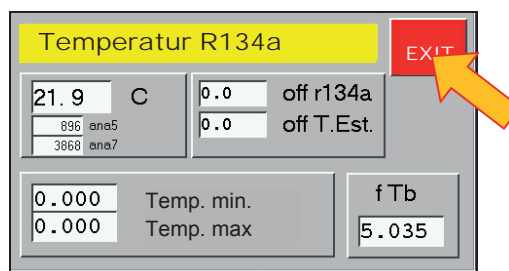 Temperatur R134a
EXIT
21.9 C
896 ana5
3868 ana7
0.0 off r134a
0.0 off T.Est.
0.000 Temp. min.
0.000 Temp. max
f Tb
5.035